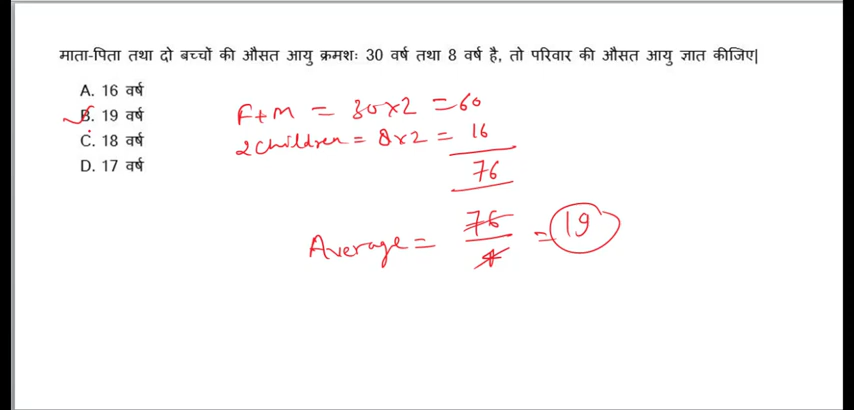 माता-पिता तथा दो बच्चों की औसत आयु क्रमशः 30 वर्ष तथा 8 वर्ष है, तो परिवार की औसत आयु ज्ञात कीजिए|
A. 16 वर्ष
B. 19 वर्ष
C. 18 वर्ष
D. 17 वर्ष
F+M = 30×2 = 60
2 children = 8×2 = 16
76
Average = 76/4 = 19